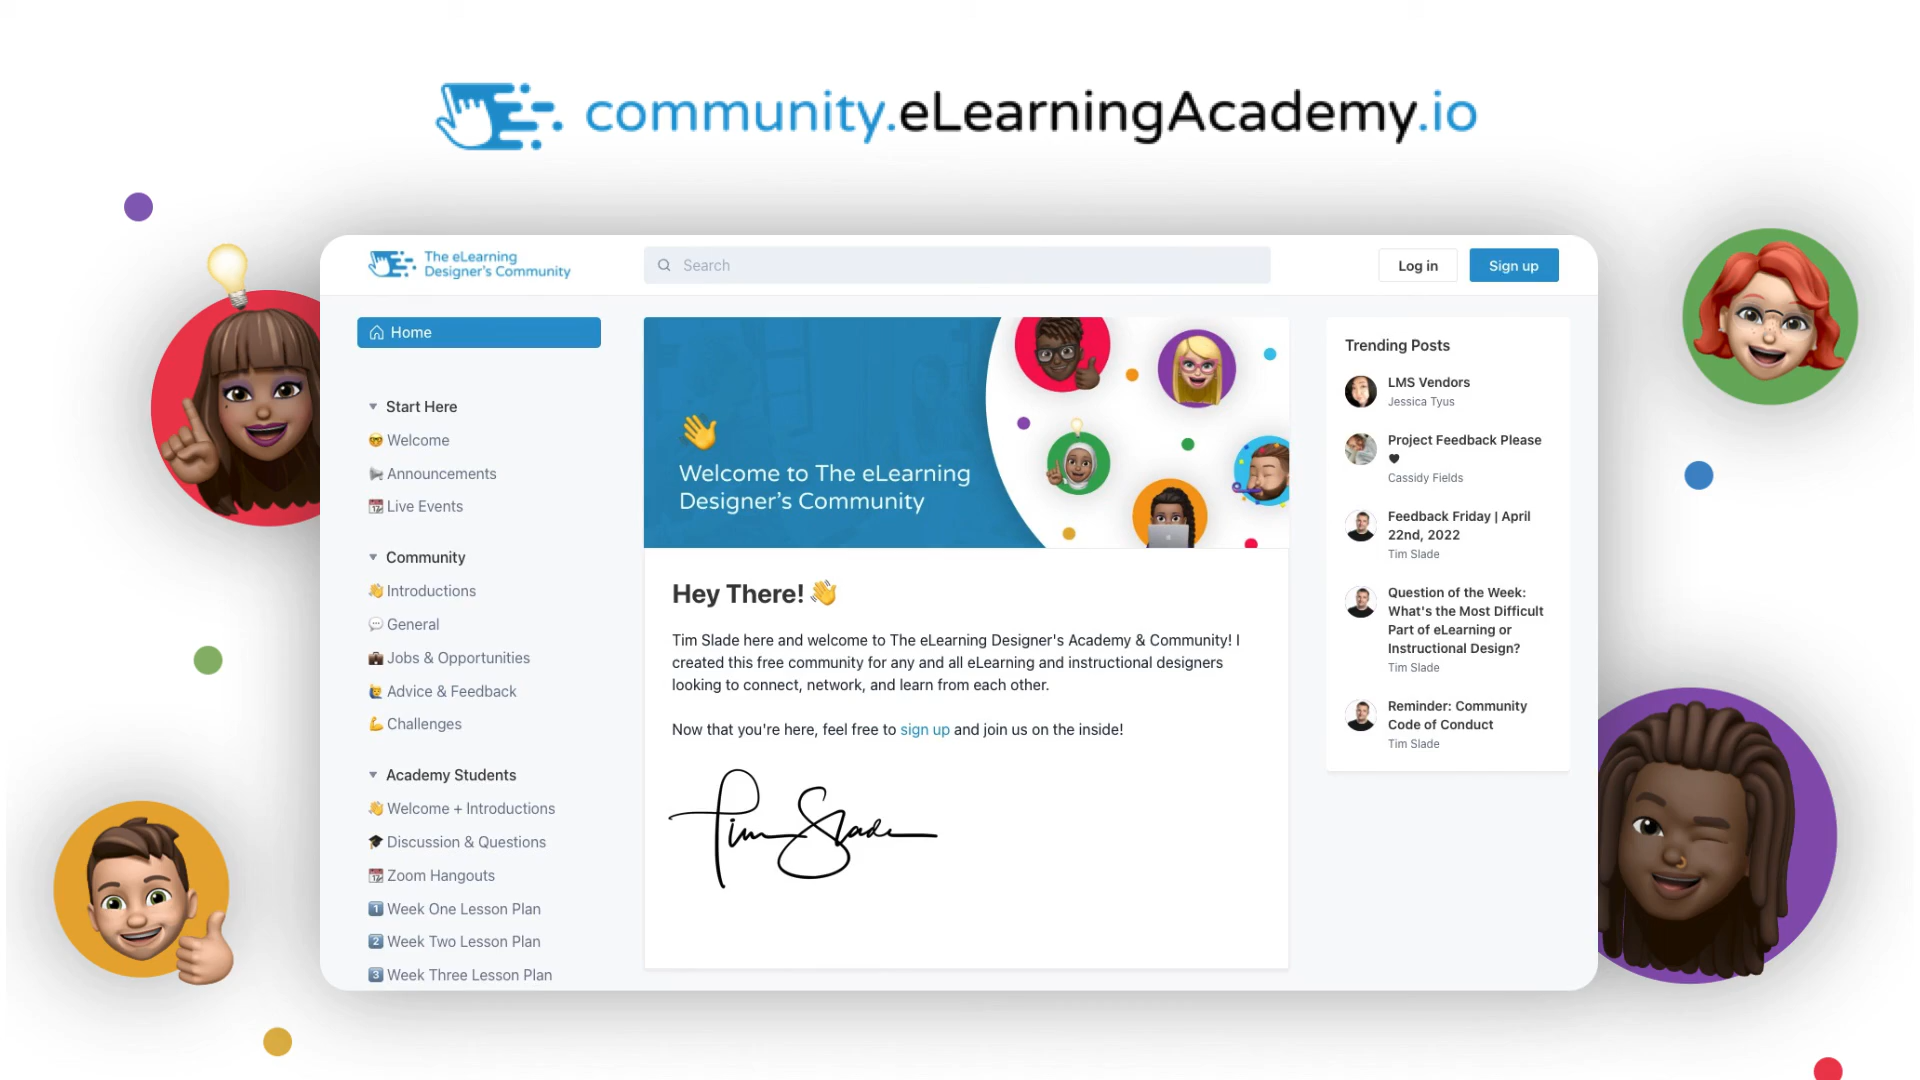 community.eLearningAcademy.io
The eLearning
Designer's Community
Search
Log in
Sign up
Home
Start Here
Welcome
Announcements
Live Events
Community
Introductions
General
Jobs & Opportunities
Advice & Feedback
Challenges
Academy Students
Welcome + Introductions
Discussion & Questions
Zoom Hangouts
1 Week One Lesson Plan
2 Week Two Lesson Plan
3 Week Three Lesson Plan
Welcome to The eLearning
Designer's Community
Hey There!
Tim Slade here and welcome to The eLearning Designer's Academy & Community! I
created this free community for any and all eLearning and instructional designers
looking to connect, network, and learn from each other.
Now that you're here, feel free to sign up and join us on the inside!
Tim Slade
Trending Posts
LMS Vendors
Jessica Tyus
Project Feedback Please
Cassidy Fields
Feedback Friday | April
22nd, 2022
Tim Slade
Question of the Week:
What's the Most Difficult
Part of eLearning or
Instructional Design?
Tim Slade
Reminder: Community
Code of Conduct
Tim Slade